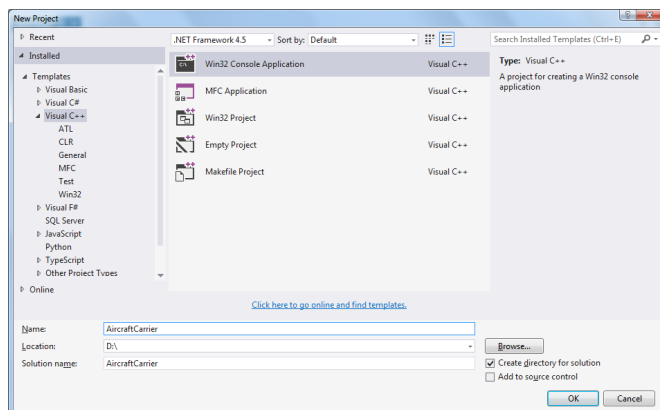 New Project
Recent
.NET Framework 4.5 Sort by: Default
Search Installed Templates (Ctrl+E)
Installed
Templates
Visual Basic
Visual C#
Visual C++
ATL
CLR
General
MFC
Test
Win32
Visual F#
SQL Server
JavaScript
Python
TypeScript
Other Project Types
Online
Win32 Console Application Visual C++
MFC Application Visual C++
Win32 Project Visual C++
Empty Project Visual C++
Makefile Project Visual C++
Type: Visual C++
A project for creating a Win32 console
application
Click here to go online and find templates.
Name: AircraftCarrier
Location: D:\
Browse...
Solution name: AircraftCarrier
Create directory for solution
Add to source control
OK Cancel